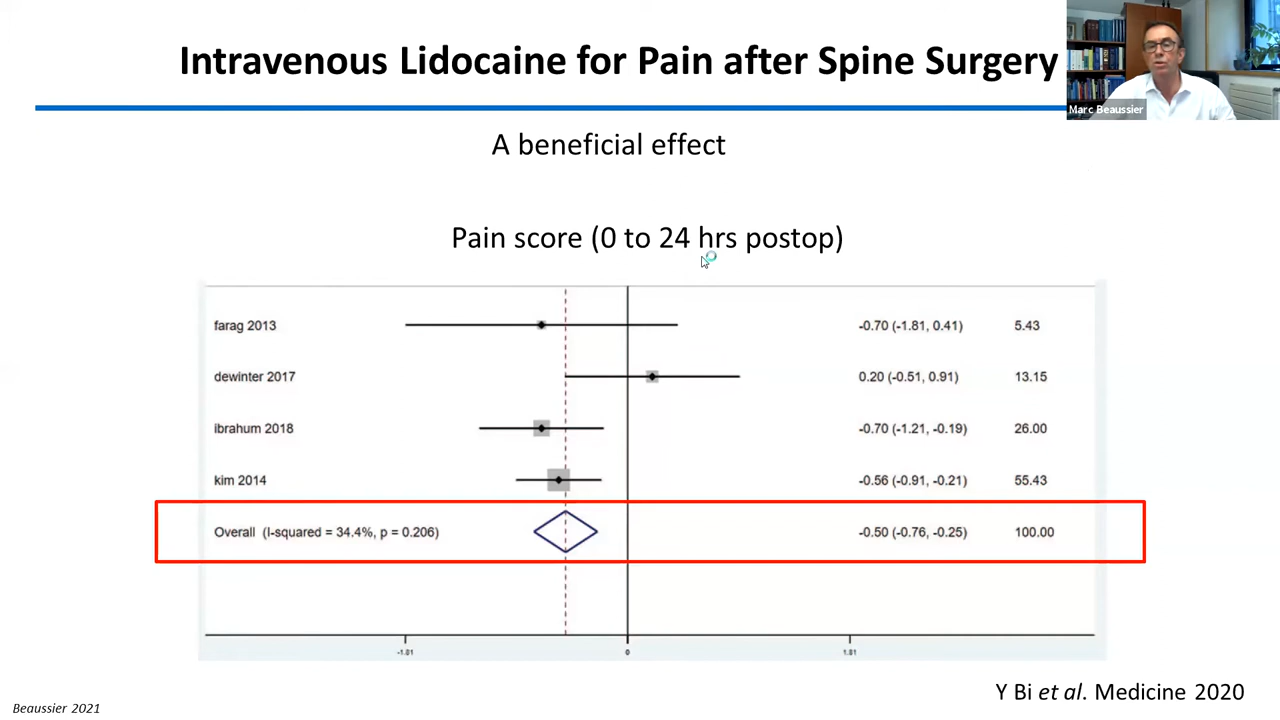 Intravenous Lidocaine for Pain after Spine Surgery
Marc Beaussier
A beneficial effect
Pain score (0 to 24 hrs postop)
farag 2013 -0.70 (-1.81, 0.41) 5.43
dewinter 2017 0.20 (-0.51, 0.91) 13.15
ibrahum 2018 -0.70 (-1.21, -0.19) 26.00
kim 2014 -0.56 (-0.91, -0.21) 55.43
Overall (I-squared = 34.4%, p = 0.206) -0.50 (-0.76, -0.25) 100.00
-1.81 0 1.81
Y Bi et al. Medicine 2020
Beaussier 2021